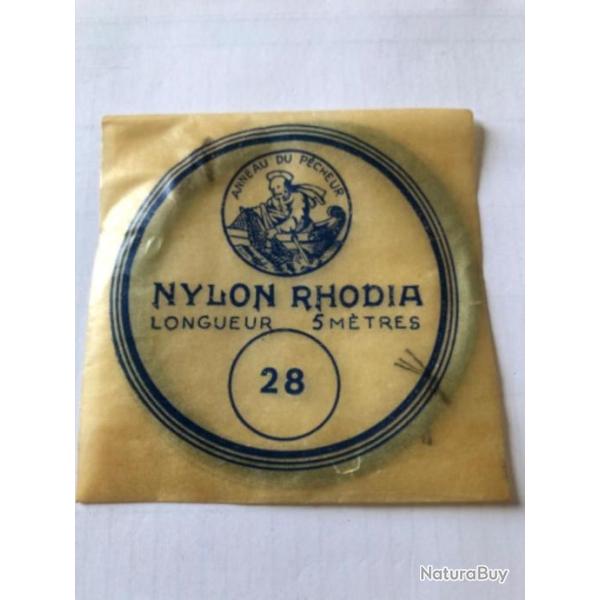 ANNEAU DU PÊCHEUR
NYLON RHODIA
LONGUEUR 5 MÈTRES
28
NaturaBuy